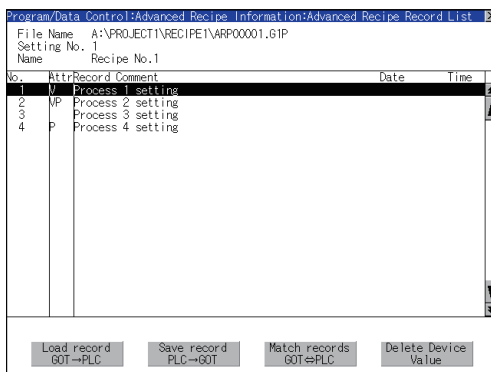 Program/Data Control:Advanced Recipe Information:Advanced Recipe Record List
File Name A:\PROJECT1\RECIPE1\ARP00001.G1P
Setting No. 1
Name Recipe No.1
No. Attr Record Comment Date Time
1 V Process 1 setting
2 VP Process 2 setting
3 Process 3 setting
4 P Process 4 setting
Load record Save record Match records Delete Device
GOT→PLC PLC→GOT GOT⇔PLC Value